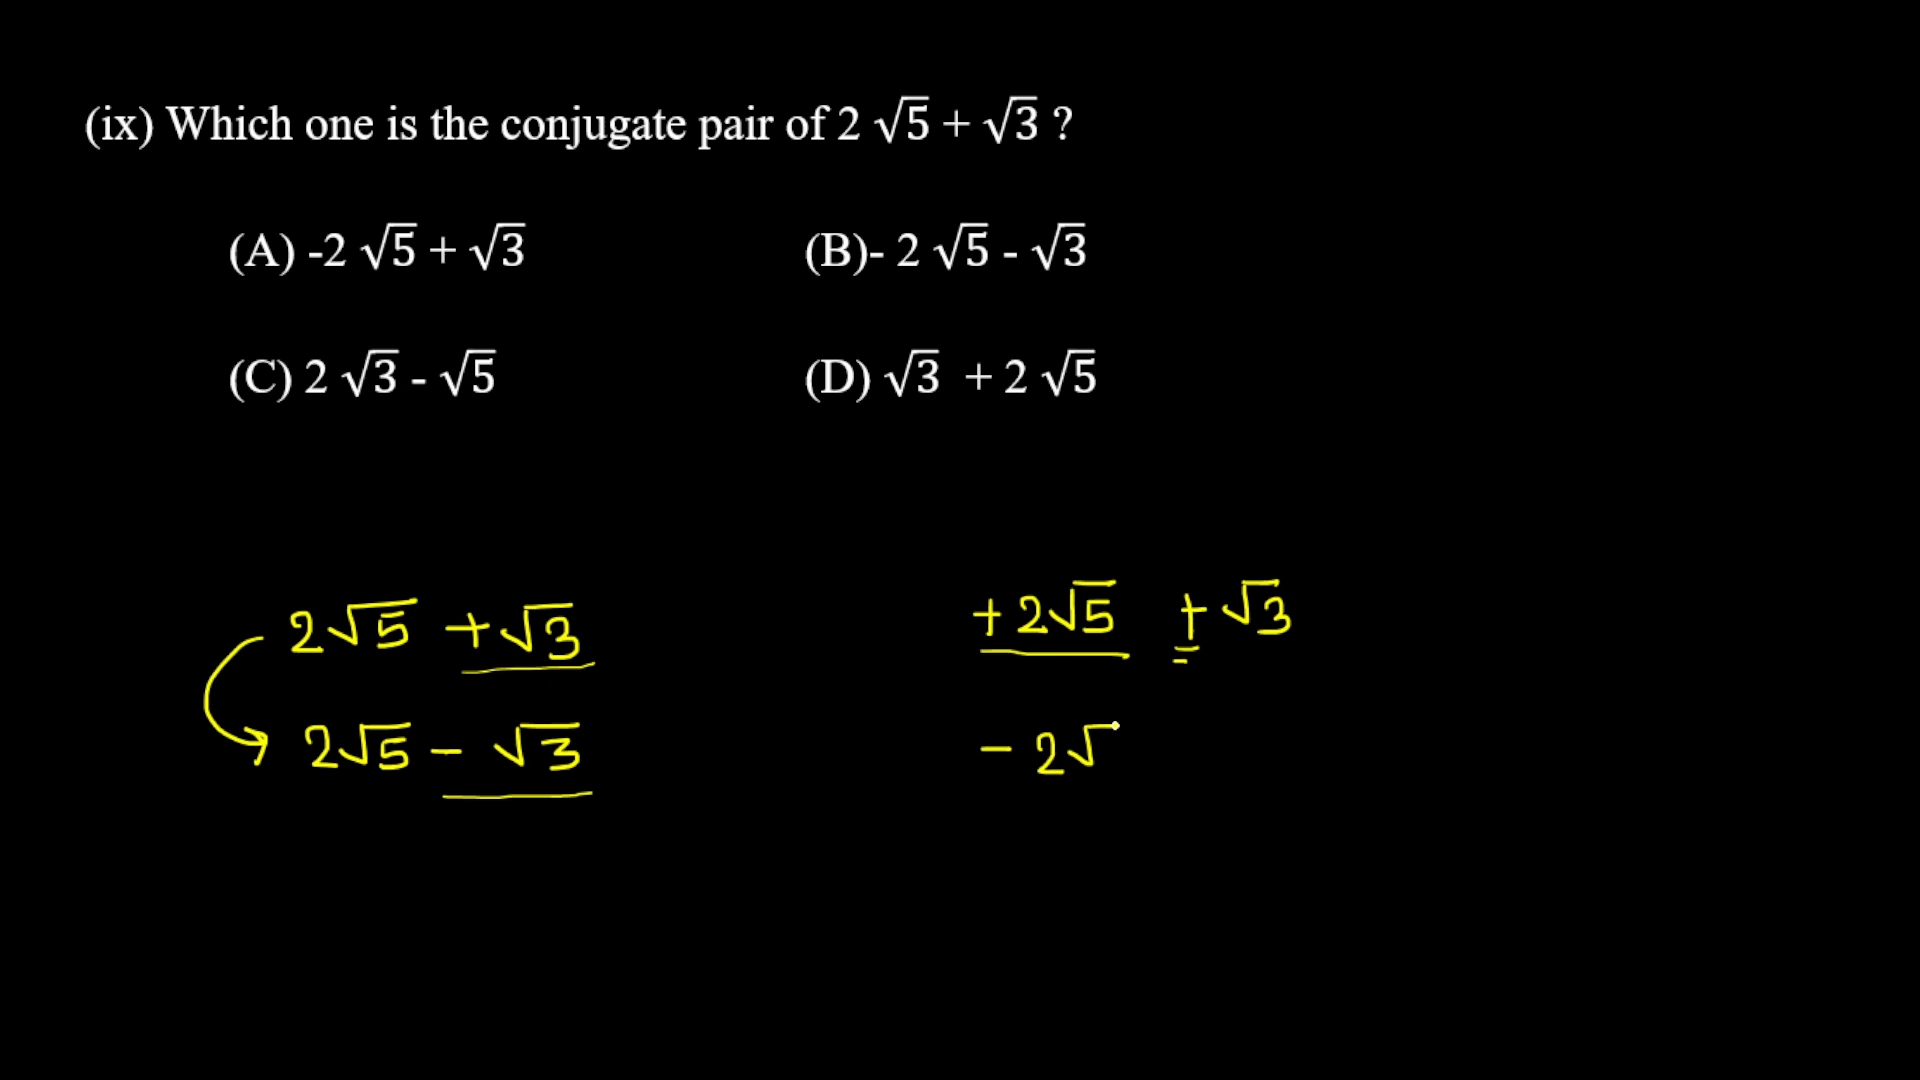 (ix) Which one is the conjugate pair of 2 √5 + √3 ?
(A) -2 √5 + √3 (B)- 2 √5 - √3
(C) 2 √3 - √5 (D) √3 + 2 √5
2√5 + √3 + 2√5 + √3
2√5 - √3 - 2√